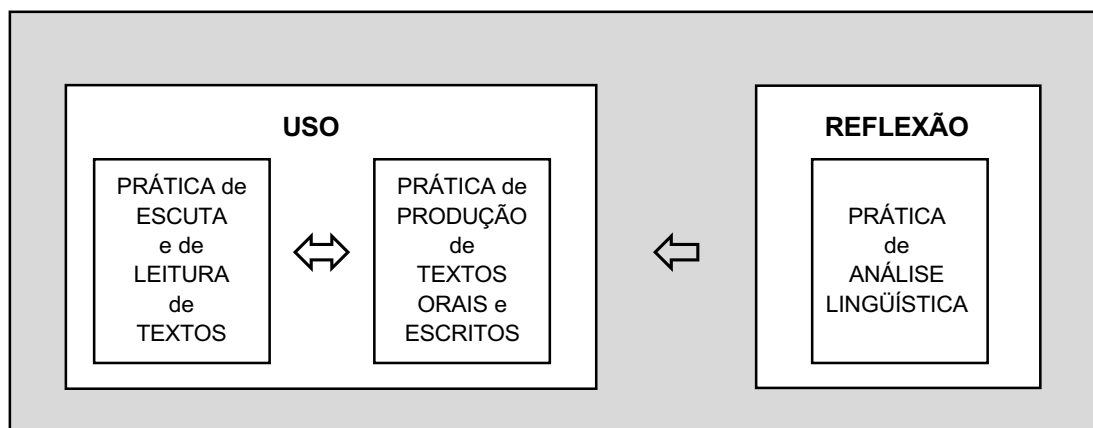 USO
PRÁTICA de
ESCUTA
e de
LEITURA
de
TEXTOS
PRÁTICA de
PRODUÇÃO
de
TEXTOS
ORAIS e
ESCRITOS
REFLEXÃO
PRÁTICA
de
ANÁLISE
LINGÜÍSTICA